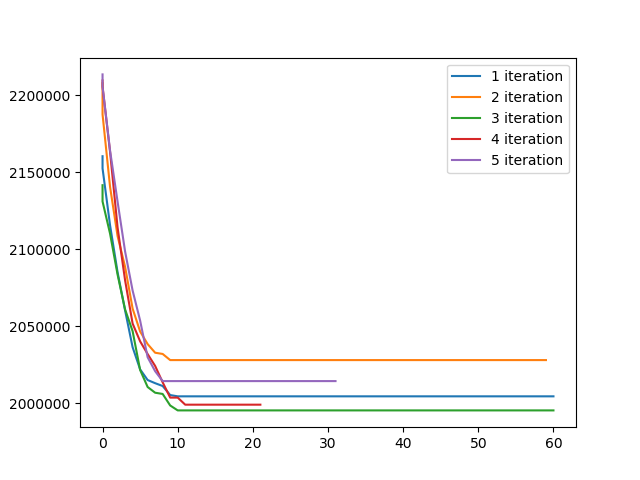 2200000
2150000
2100000
2050000
2000000
0 10 20 30 40 50 60
1 iteration
2 iteration
3 iteration
4 iteration
5 iteration